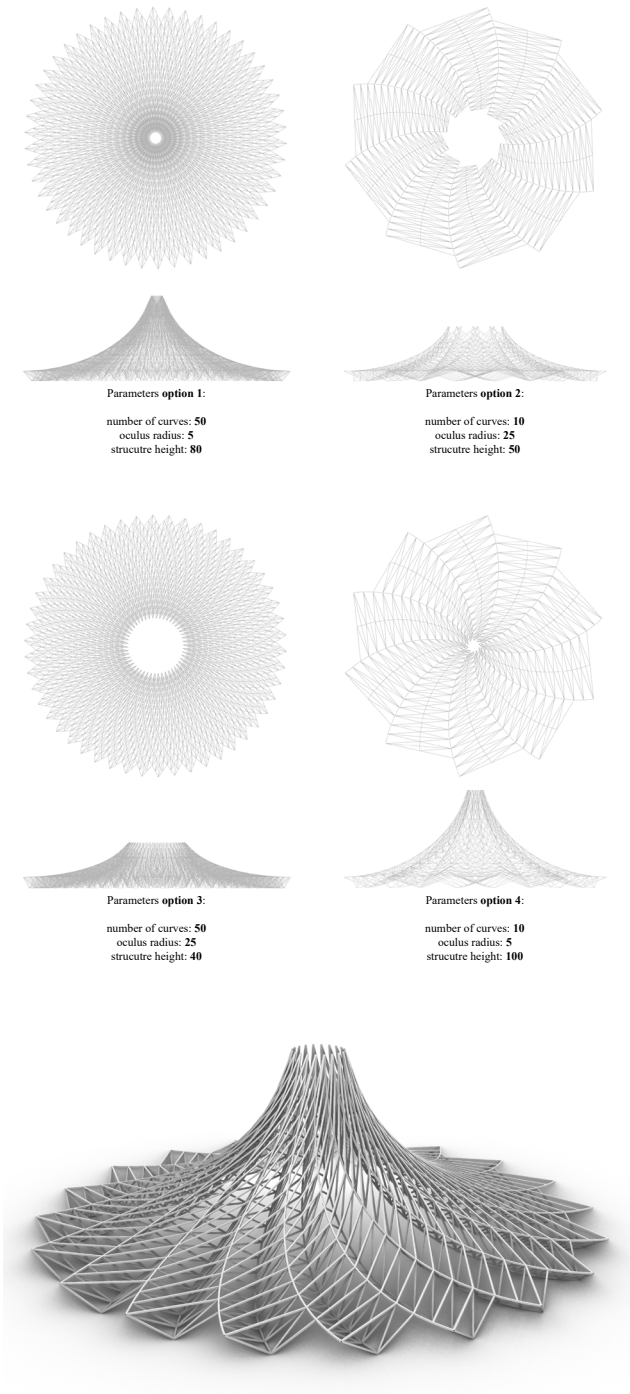 Parameters option 1:
number of curves: 50
oculus radius: 5
strucutre height: 80
Parameters option 2:
number of curves: 10
oculus radius: 25
strucutre height: 50
Parameters option 3:
number of curves: 50
oculus radius: 25
strucutre height: 40
Parameters option 4:
number of curves: 10
oculus radius: 5
strucutre height: 100